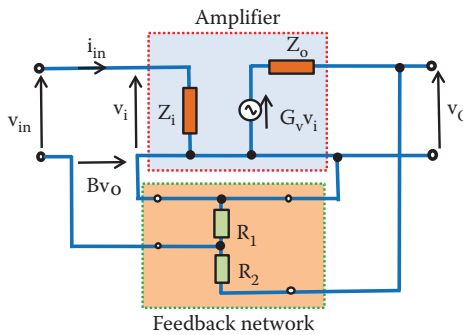 Amplifier
i_in
Z_o
v_in
v_i
Z_i
G_v v_i
v_O
Bv_O
R_1
R_2
Feedback network